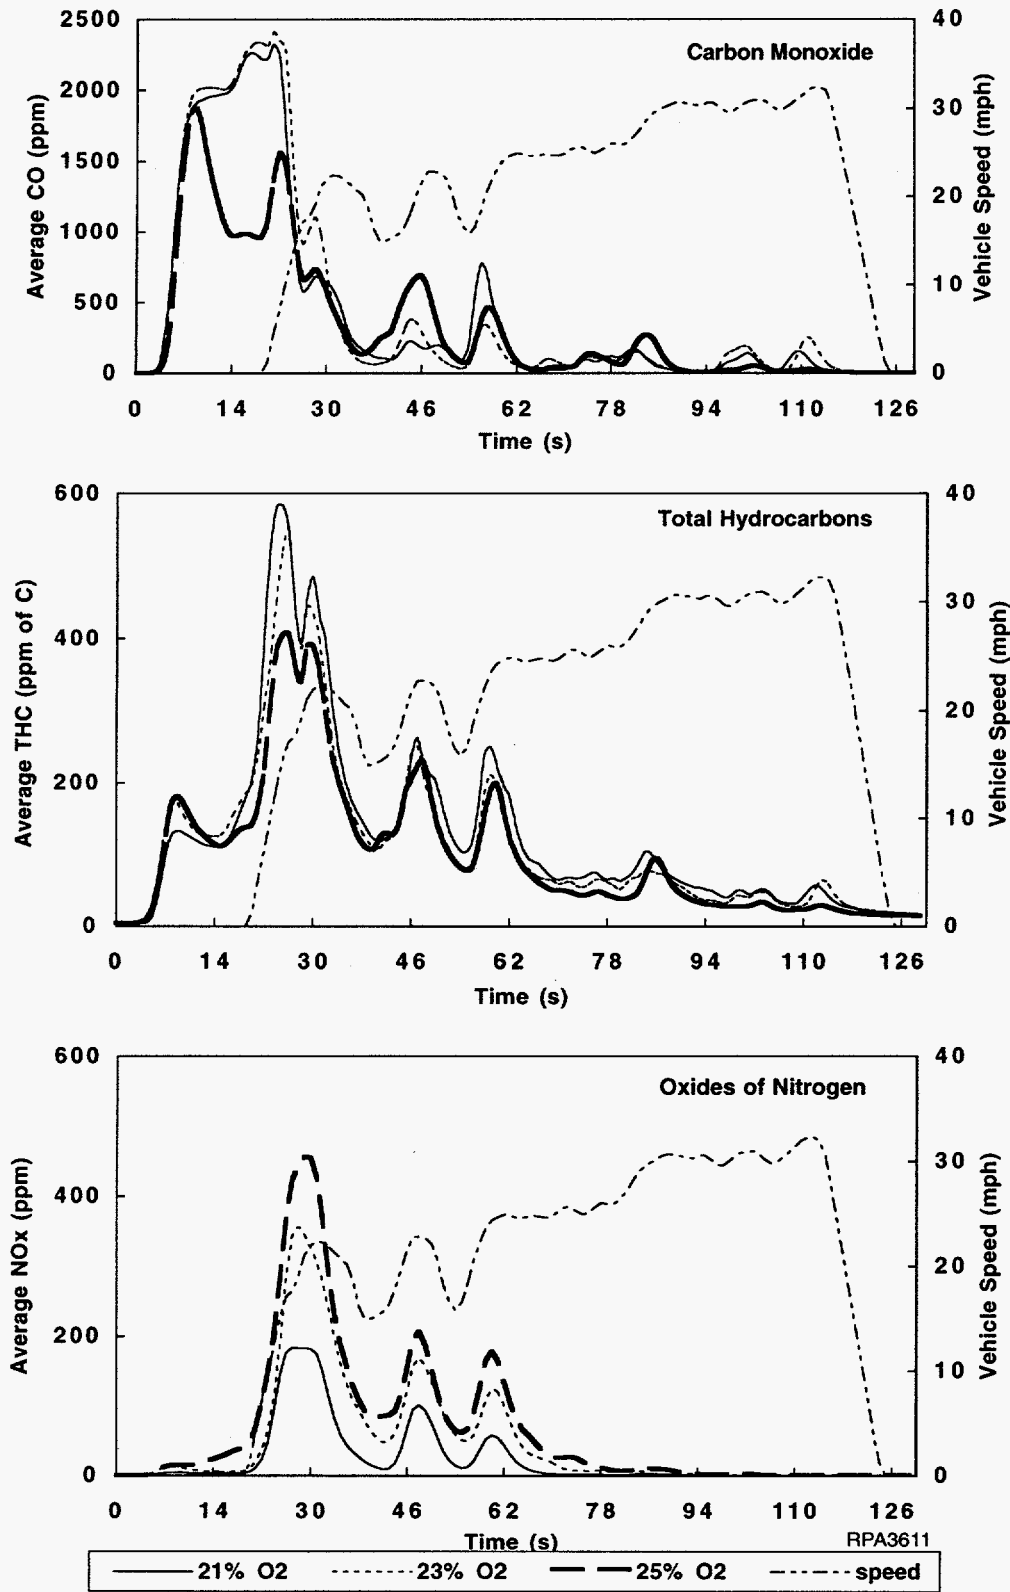 2500
2000
1500
1000
500
0
Average CO (ppm)
Carbon Monoxide
40
30
20
10
0
Vehicle Speed (mph)
0 14 30 46 62 78 94 110 126
Time (s)
600
400
200
0
Average THC (ppm of C)
Total Hydrocarbons
40
30
20
10
0
Vehicle Speed (mph)
0 14 30 46 62 78 94 110 126
Time (s)
600
400
200
0
Average NOx (ppm)
Oxides of Nitrogen
40
30
20
10
0
Vehicle Speed (mph)
0 14 30 46 62 78 94 110 126
Time (s)
RPA3611
21% O2 23% O2 25% O2 speed